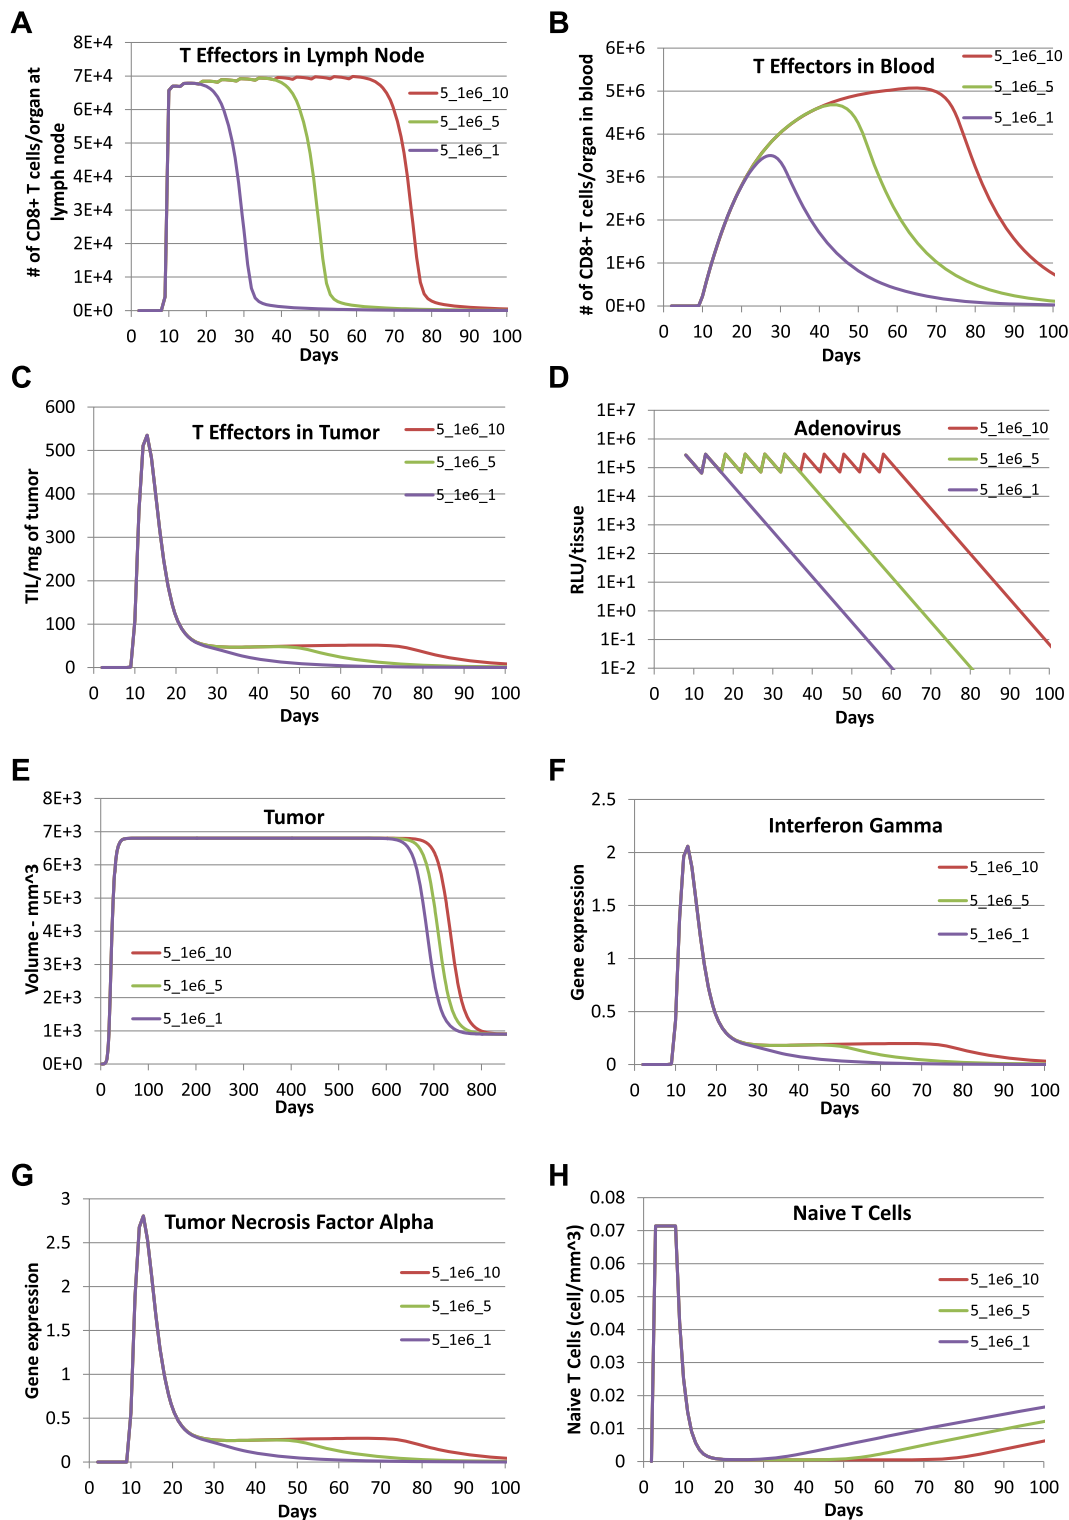 A
T Effectors in Lymph Node
# of CD8+ T cells/organ at
lymph node
8E+4
7E+4
6E+4
5E+4
4E+4
3E+4
2E+4
1E+4
0E+0
5_1e6_10
5_1e6_5
5_1e6_1
0 10 20 30 40 50 60 70 80 90 100
Days
B
T Effectors in Blood
# of CD8+ T cells/organ in blood
6E+6
5E+6
4E+6
3E+6
2E+6
1E+6
0E+0
5_1e6_10
5_1e6_5
5_1e6_1
0 10 20 30 40 50 60 70 80 90 100
Days
C
T Effectors in Tumor
TIL/mg of tumor
600
500
400
300
200
100
0
5_1e6_10
5_1e6_5
5_1e6_1
0 10 20 30 40 50 60 70 80 90 100
Days
D
Adenovirus
RLU/tissue
1E+7
1E+6
1E+5
1E+4
1E+3
1E+2
1E+1
1E+0
1E-1
1E-2
5_1e6_10
5_1e6_5
5_1e6_1
0 10 20 30 40 50 60 70 80 90 100
Days
E
Tumor
Volume - mm^3
8E+3
7E+3
6E+3
5E+3
4E+3
3E+3
2E+3
1E+3
0E+0
5_1e6_10
5_1e6_5
5_1e6_1
0 100 200 300 400 500 600 700 800
Days
F
Interferon Gamma
Gene expression
2.5
2
1.5
1
0.5
0
5_1e6_10
5_1e6_5
5_1e6_1
0 10 20 30 40 50 60 70 80 90 100
Days
G
Tumor Necrosis Factor Alpha
Gene expression
3
2.5
2
1.5
1
0.5
0
5_1e6_10
5_1e6_5
5_1e6_1
0 10 20 30 40 50 60 70 80 90 100
Days
H
Naive T Cells
Naive T Cells (cell/mm^3)
0.08
0.07
0.06
0.05
0.04
0.03
0.02
0.01
0
5_1e6_10
5_1e6_5
5_1e6_1
0 10 20 30 40 50 60 70 80 90 100
Days